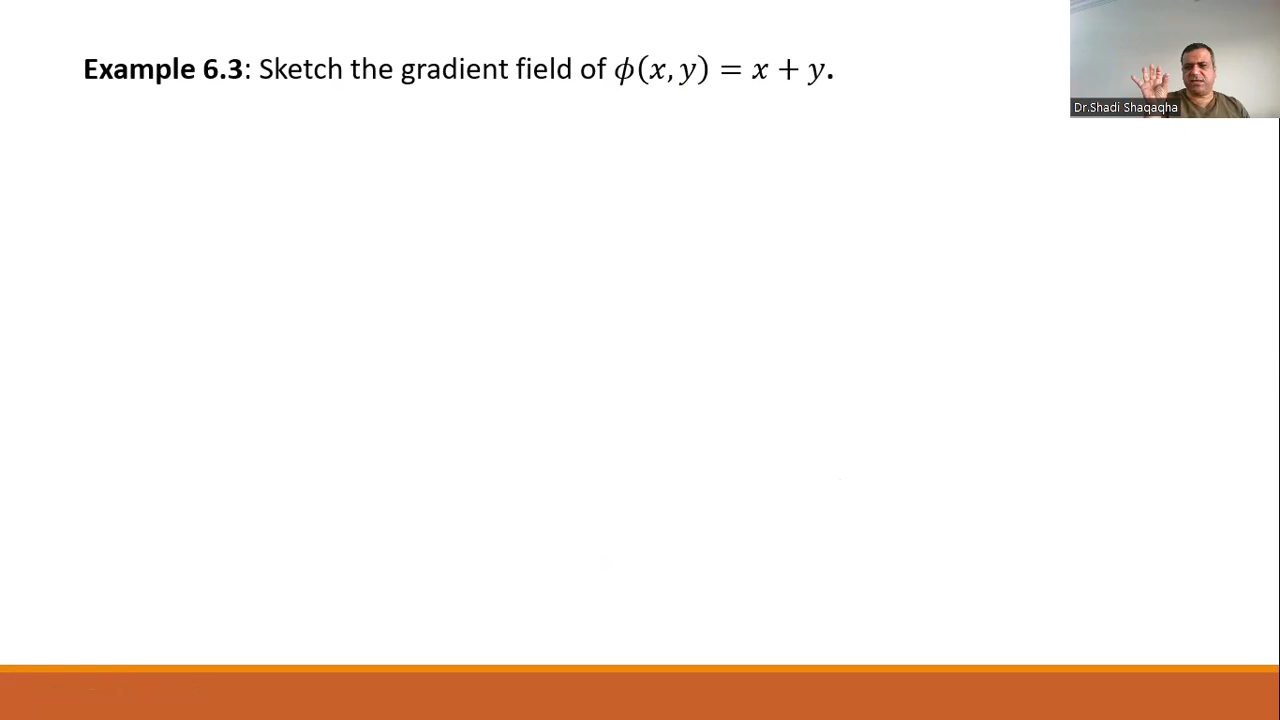 Example 6.3: Sketch the gradient field of 𝜙(𝑥, 𝑦) = 𝑥 + 𝑦.
Dr.Shadi Shaqaqha